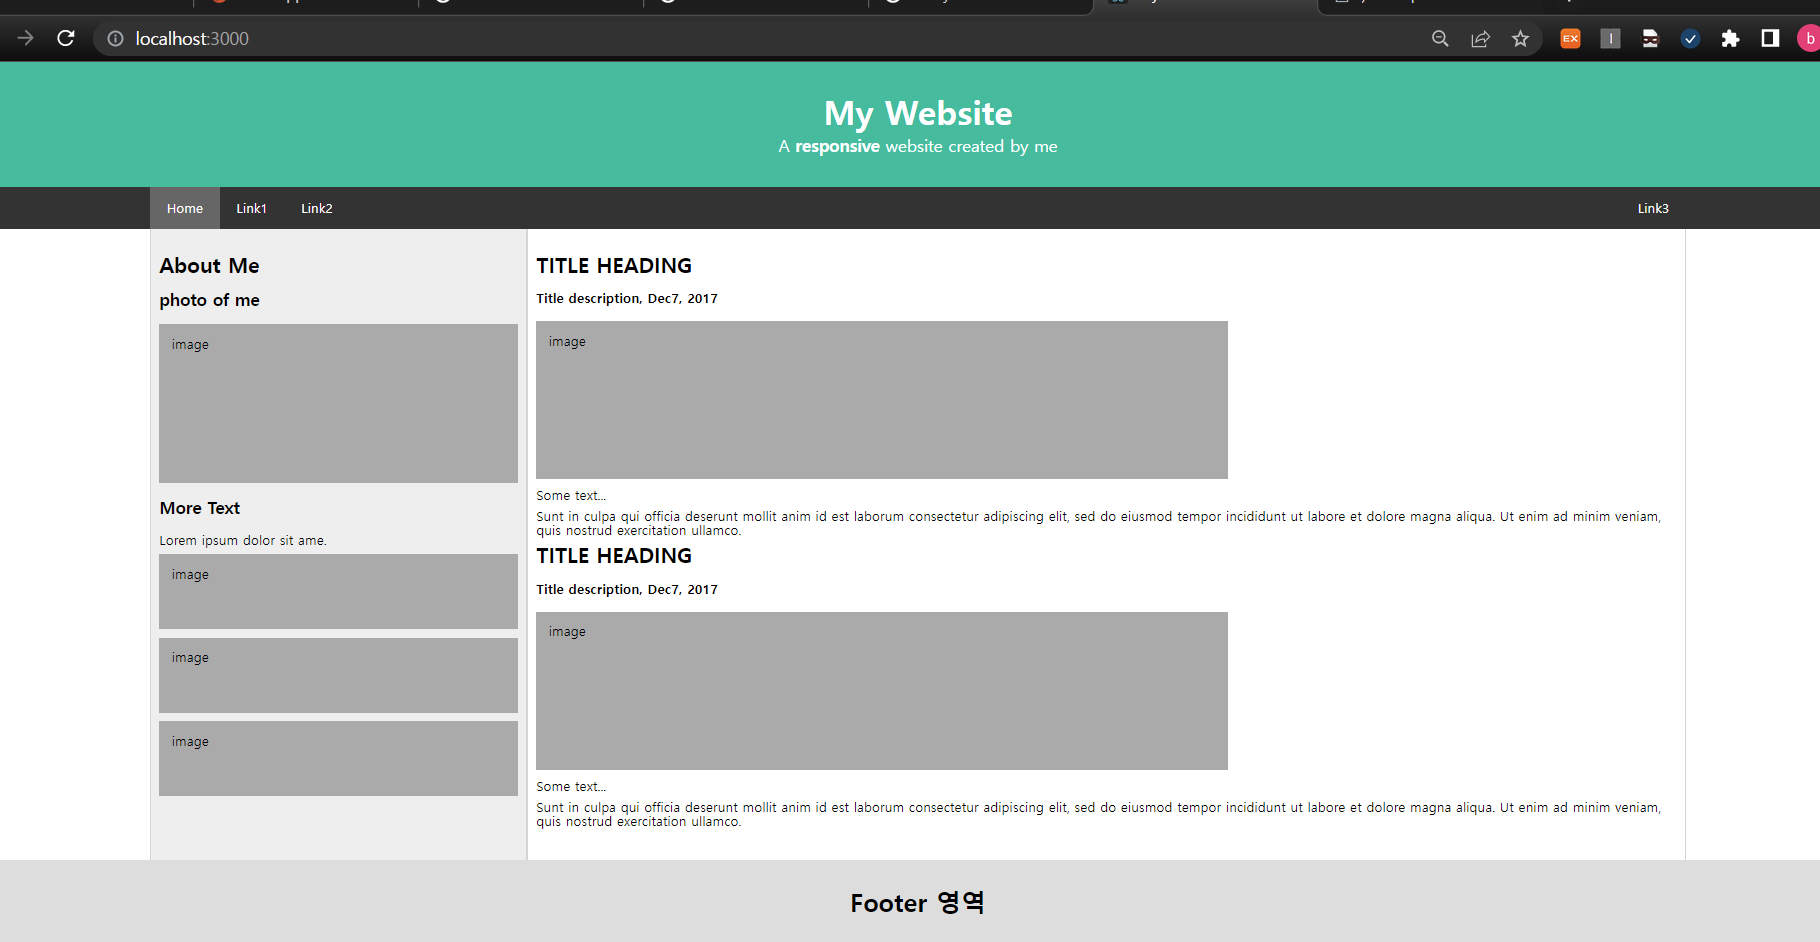 localhost:3000
EX
b
My Website
A responsive website created by me
Home Link1 Link2 Link3
About Me
photo of me
image
More Text
Lorem ipsum dolor sit ame.
image
image
image
TITLE HEADING
Title description, Dec7, 2017
image
Some text...
Sunt in culpa qui officia deserunt mollit anim id est laborum consectetur adipiscing elit, sed do eiusmod tempor incididunt ut labore et dolore magna aliqua. Ut enim ad minim veniam,
quis nostrud exercitation ullamco.
TITLE HEADING
Title description, Dec7, 2017
image
Some text...
Sunt in culpa qui officia deserunt mollit anim id est laborum consectetur adipiscing elit, sed do eiusmod tempor incididunt ut labore et dolore magna aliqua. Ut enim ad minim veniam,
quis nostrud exercitation ullamco.
Footer 영역